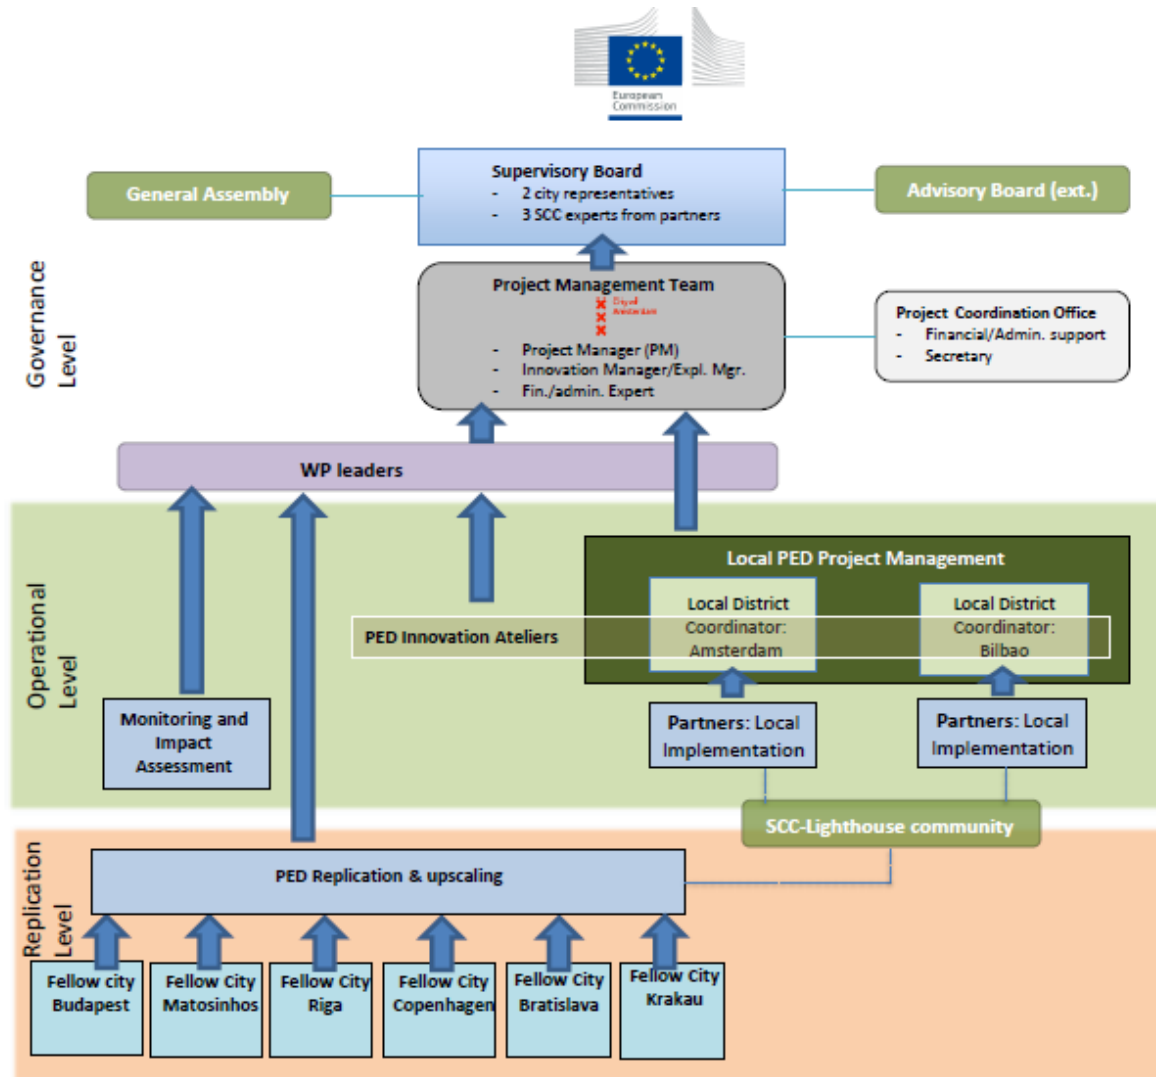 European
Commission
Supervisory Board
- 2 city representatives
- 3 SCC experts from partners
General Assembly
Advisory Board (ext.)
Governance
Level
Project Management Team
City of
Amsterdam
- Project Manager (PM)
- Innovation Manager/Expl. Mgr.
- Fin./admin. Expert
Project Coordination Office
- Financial/Admin. support
- Secretary
WP leaders
Operational
Level
Local PED Project Management
Local District
Coordinator:
Amsterdam
Local District
Coordinator:
Bilbao
PED Innovation Ateliers
Monitoring and
Impact
Assessment
Partners: Local
Implementation
Partners: Local
Implementation
SCC-Lighthouse community
Replication
Level
PED Replication & upscaling
Fellow city
Budapest
Fellow City
Matosinhos
Fellow City
Riga
Fellow City
Copenhagen
Fellow City
Bratislava
Fellow City
Krakau